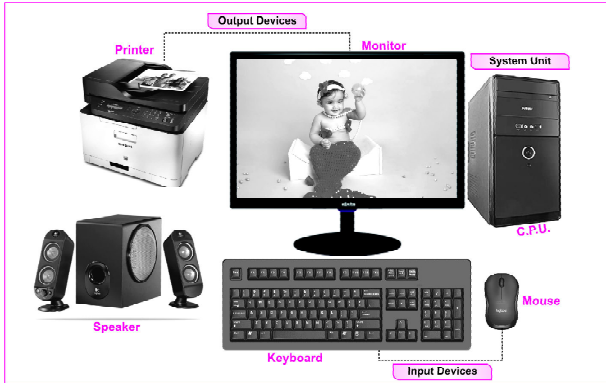 Output Devices
Printer
Monitor
System Unit
C.P.U.
Speaker
Mouse
Keyboard
Input Devices